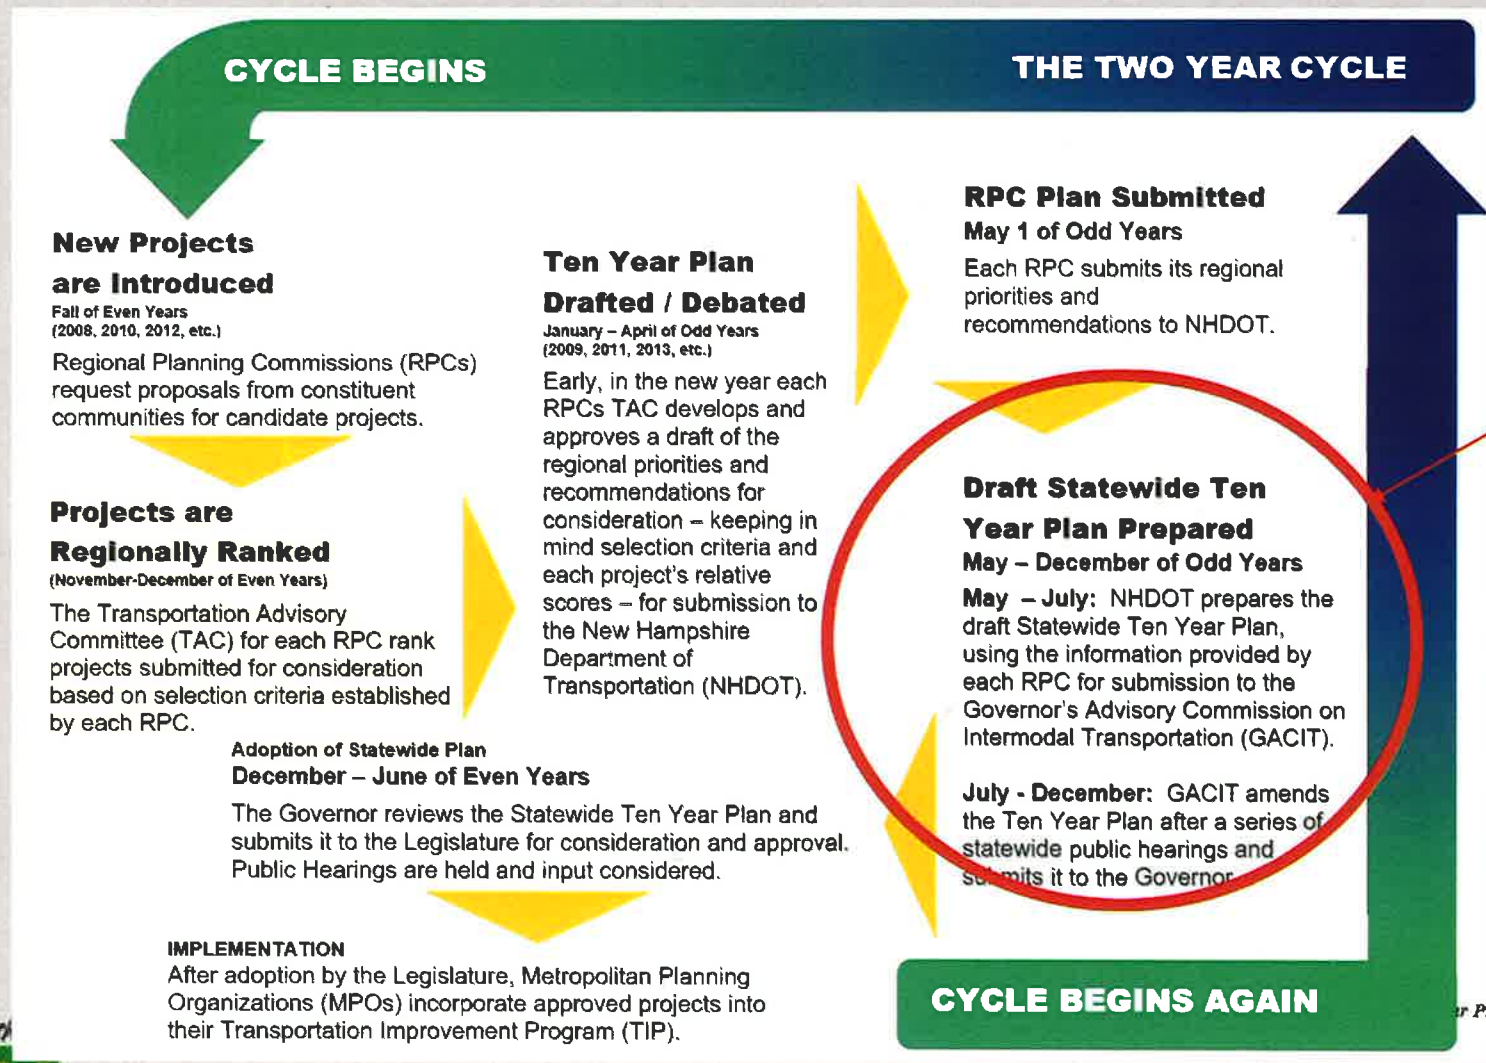 CYCLE BEGINS
THE TWO YEAR CYCLE
New Projects
are Introduced
Fall of Even Years
(2008, 2010, 2012, etc.)
Regional Planning Commissions (RPCs)
request proposals from constituent
communities for candidate projects.
Projects are
Regionally Ranked
(November-December of Even Years)
The Transportation Advisory
Committee (TAC) for each RPC rank
projects submitted for consideration
based on selection criteria established
by each RPC.
Ten Year Plan
Drafted / Debated
January – April of Odd Years
(2009, 2011, 2013, etc.)
Early, in the new year each
RPCs TAC develops and
approves a draft of the
regional priorities and
recommendations for
consideration – keeping in
mind selection criteria and
each project's relative
scores – for submission to
the New Hampshire
Department of
Transportation (NHDOT).
RPC Plan Submitted
May 1 of Odd Years
Each RPC submits its regional
priorities and
recommendations to NHDOT.
Draft Statewide Ten
Year Plan Prepared
May – December of Odd Years
May – July: NHDOT prepares the
draft Statewide Ten Year Plan,
using the information provided by
each RPC for submission to the
Governor's Advisory Commission on
Intermodal Transportation (GACIT).
July - December: GACIT amends
the Ten Year Plan after a series of
statewide public hearings and
submits it to the Governor
Adoption of Statewide Plan
December – June of Even Years
The Governor reviews the Statewide Ten Year Plan and
submits it to the Legislature for consideration and approval.
Public Hearings are held and input considered.
IMPLEMENTATION
After adoption by the Legislature, Metropolitan Planning
Organizations (MPOs) incorporate approved projects into
their Transportation Improvement Program (TIP).
CYCLE BEGINS AGAIN